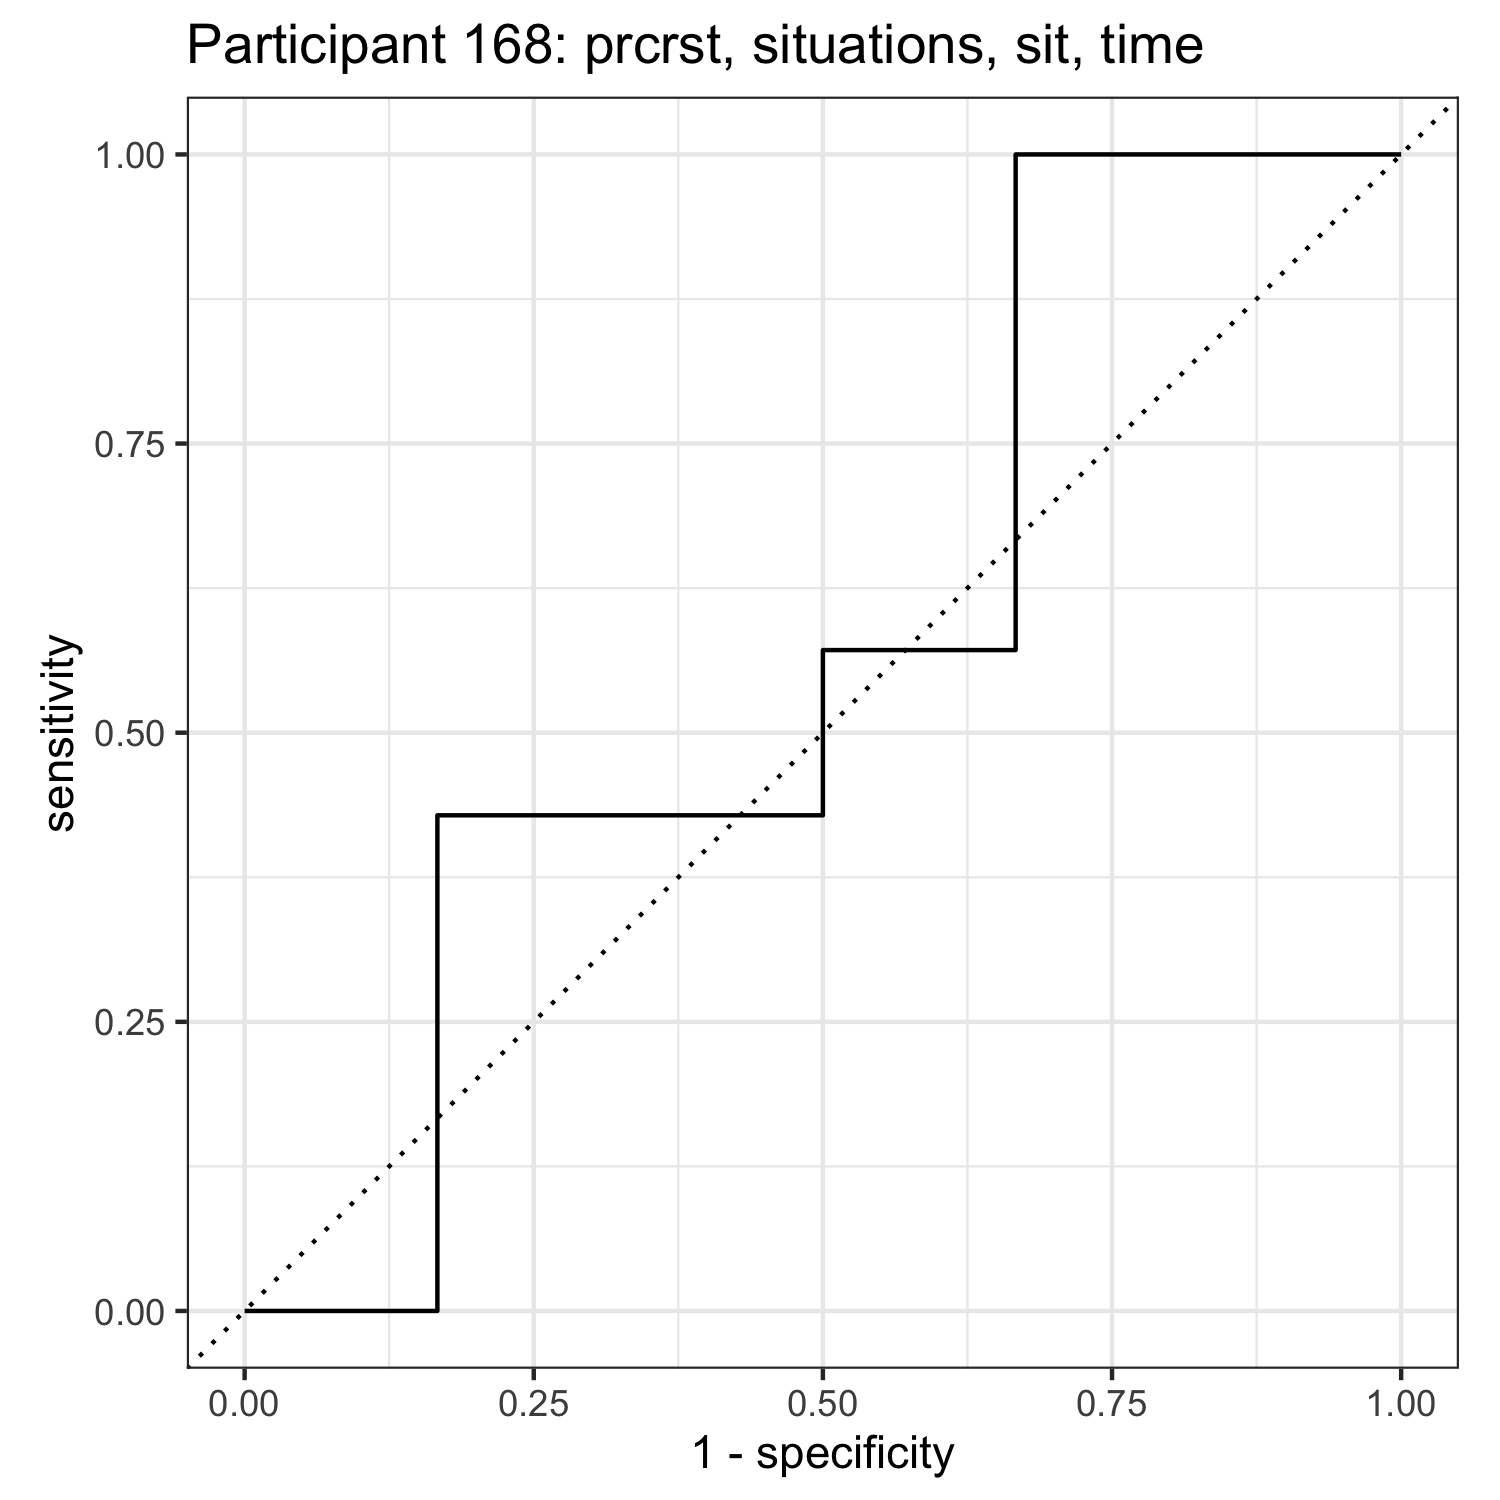 Participant 168: prcrst, situations, sit, time
1.00
0.75
0.50
0.25
0.00
sensitivity
0.00 0.25 0.50 0.75 1.00
1 - specificity